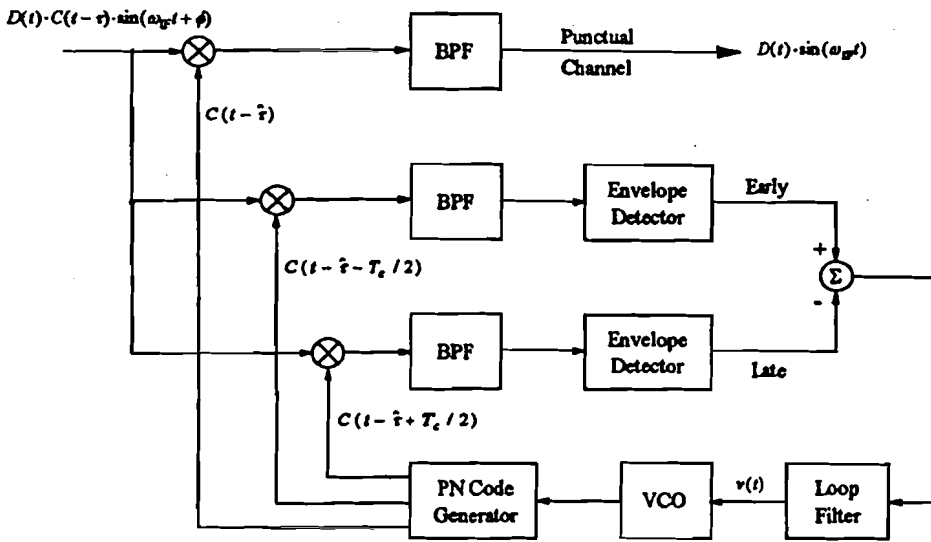 D(t)·C(t−τ)·sin(ω_IF t+ϕ)
BPF
Punctual
Channel
D(t)·sin(ω_IF t)
C(t−τ̂)
BPF
Envelope
Detector
Early
C(t−τ̂−T_c/2)
+
Σ
-
BPF
Envelope
Detector
Late
C(t−τ̂+T_c/2)
PN Code
Generator
VCO
v(t)
Loop
Filter